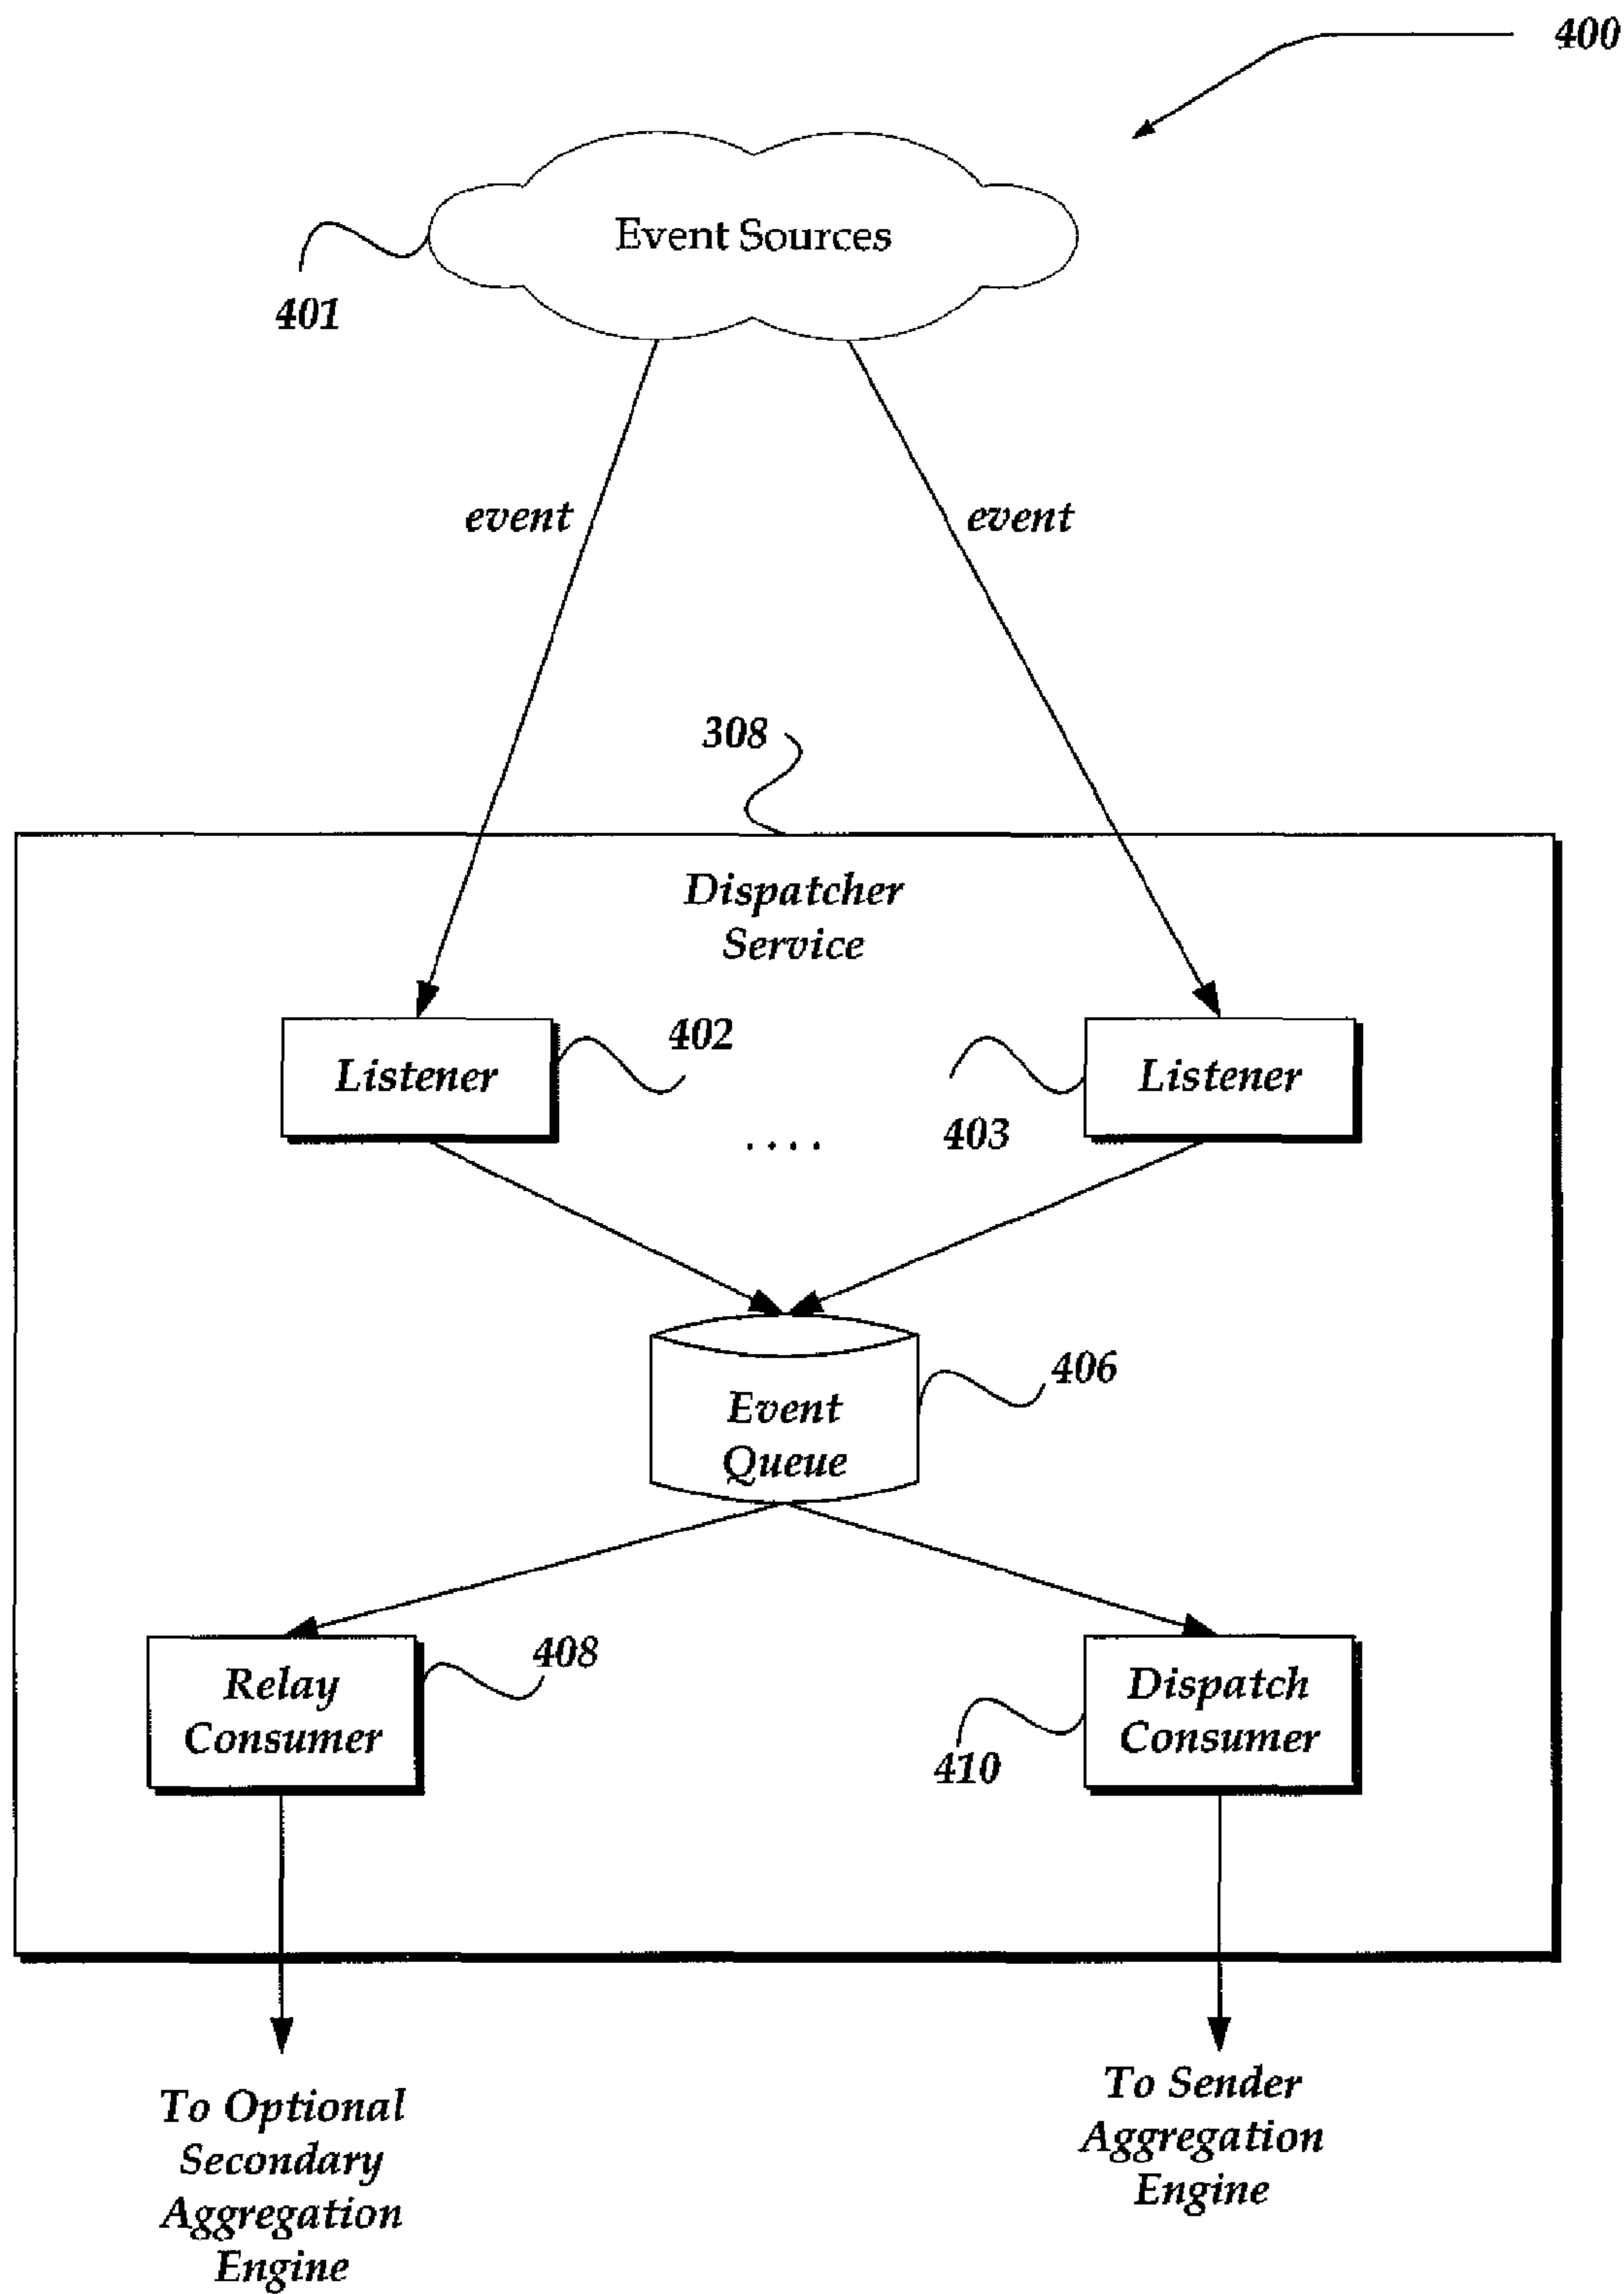 400
Event Sources
401
event
event
308
Dispatcher
Service
402
Listener
Listener
403
....
406
Event
Queue
408
Relay
Consumer
Dispatch
Consumer
410
To Optional
Secondary
Aggregation
Engine
To Sender
Aggregation
Engine